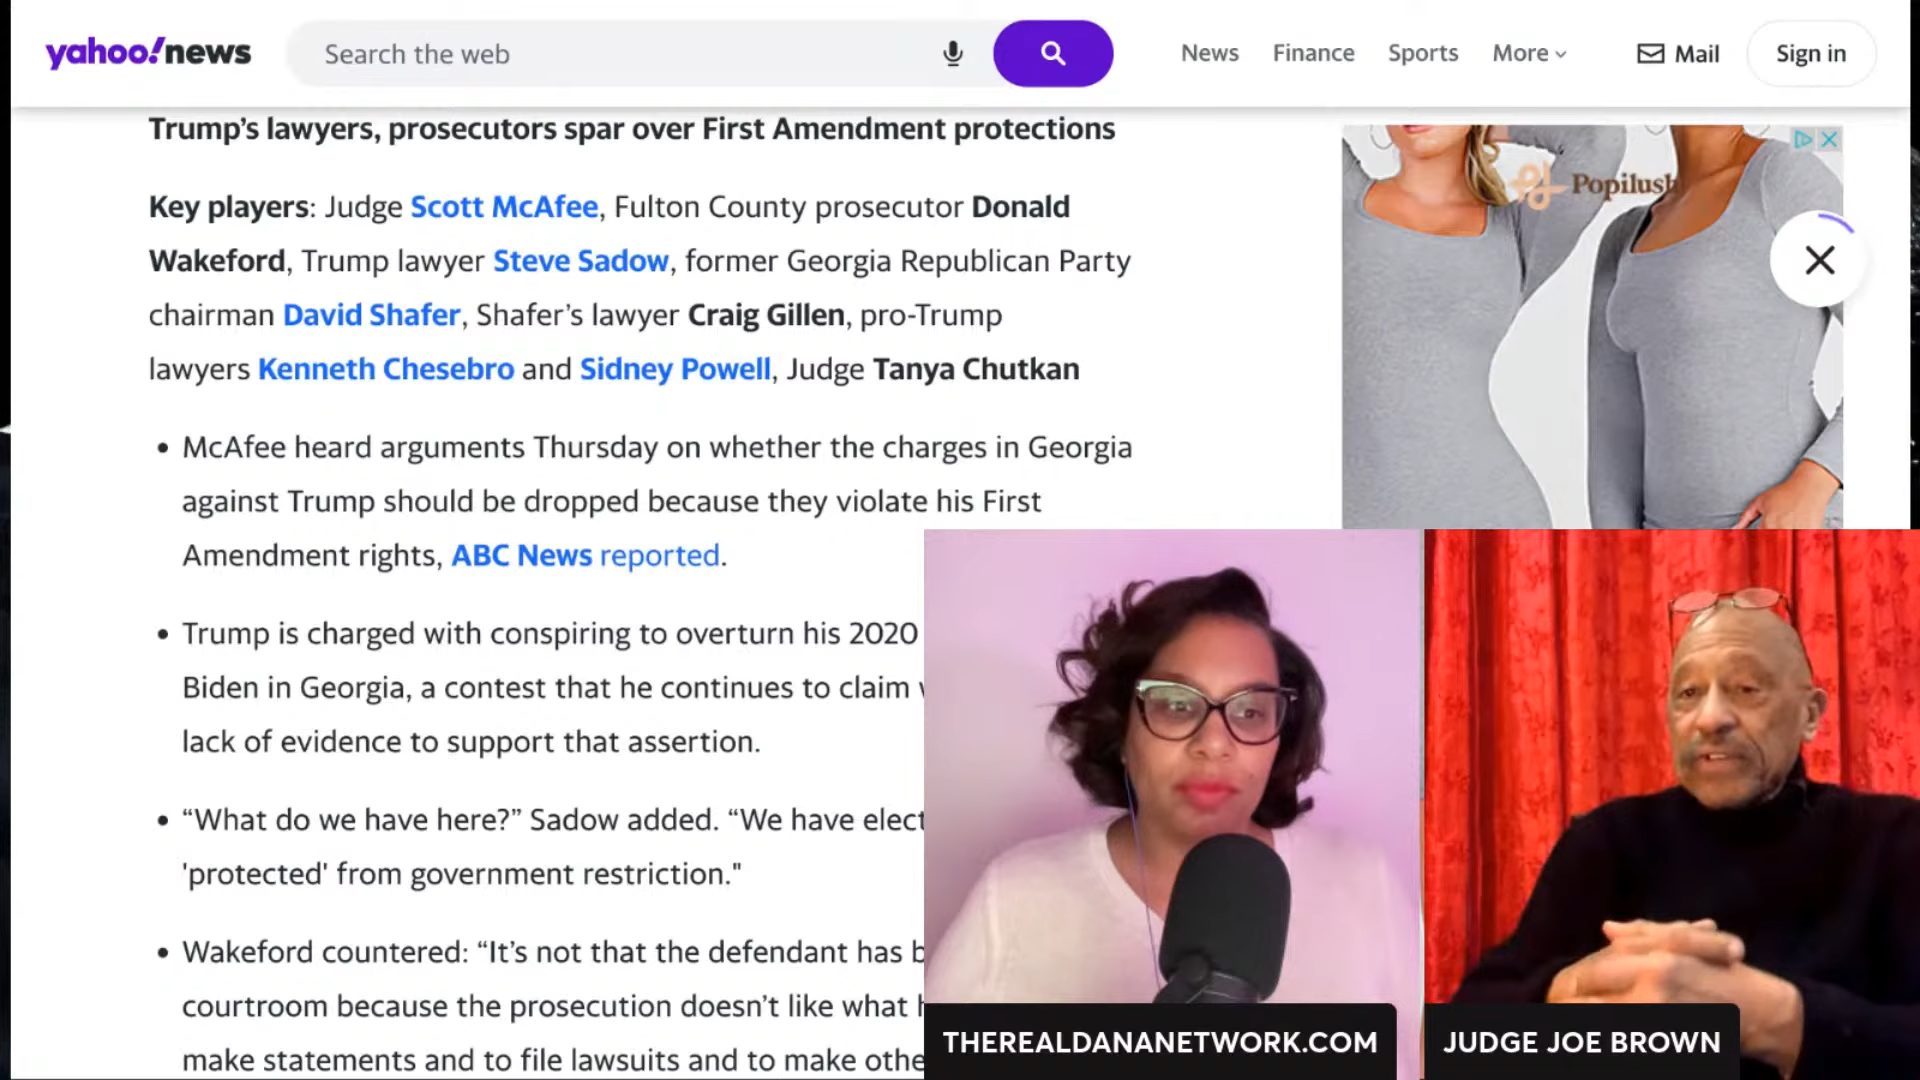 yahoo!news
Search the web
News
Finance
Sports
More
Mail
Sign in
Trump’s lawyers, prosecutors spar over First Amendment protections
Key players: Judge Scott McAfee, Fulton County prosecutor Donald
Wakeford, Trump lawyer Steve Sadow, former Georgia Republican Party
chairman David Shafer, Shafer’s lawyer Craig Gillen, pro-Trump
lawyers Kenneth Chesebro and Sidney Powell, Judge Tanya Chutkan
• McAfee heard arguments Thursday on whether the charges in Georgia
against Trump should be dropped because they violate his First
Amendment rights, ABC News reported.
• Trump is charged with conspiring to overturn his 2020
Biden in Georgia, a contest that he continues to claim
lack of evidence to support that assertion.
• “What do we have here?” Sadow added. “We have elect
'protected' from government restriction."
• Wakeford countered: “It’s not that the defendant has
courtroom because the prosecution doesn’t like what
make statements and to file lawsuits and to make othe
Popilush
THEREALDANANETWORK.COM
JUDGE JOE BROWN